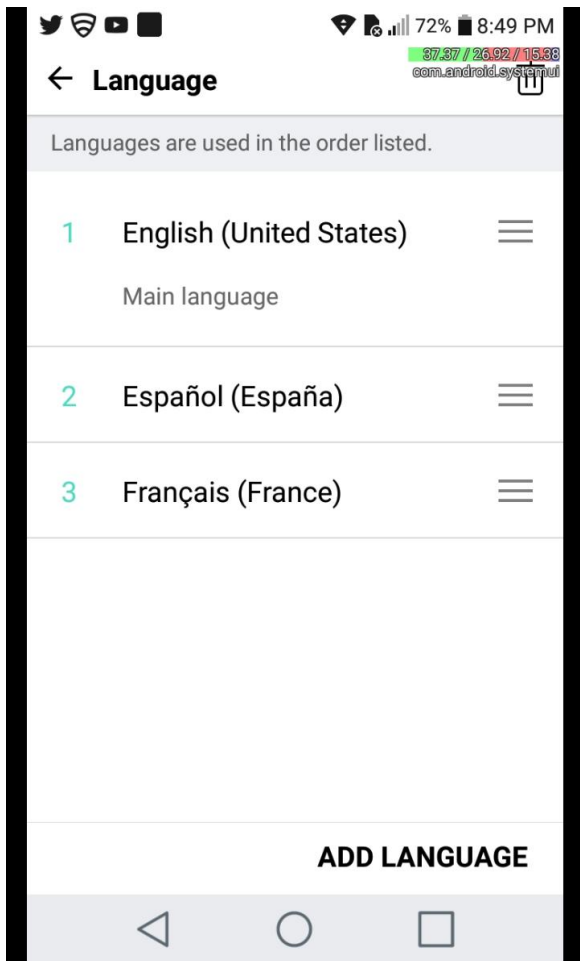 72% 8:49 PM
37.37 / 26.92 / 15.38
com.android.systemui
Language
Languages are used in the order listed.
1 English (United States)
Main language
2 Español (España)
3 Français (France)
ADD LANGUAGE